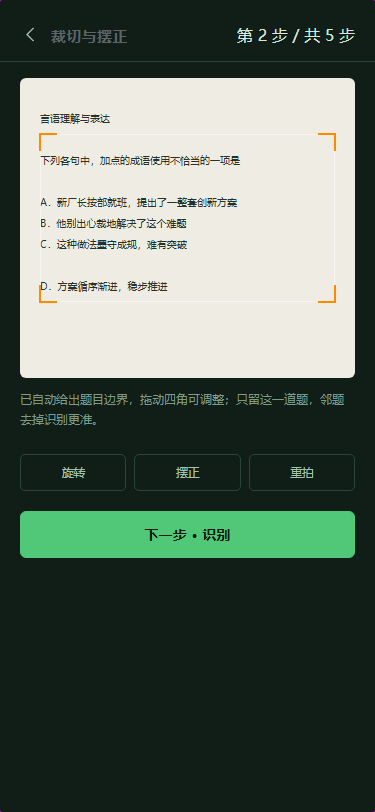 裁切与摆正
第 2 步 / 共 5 步
言语理解与表达
下列各句中，加点的成语使用不恰当的一项是
A．新厂长按部就班，提出了一整套创新方案
B．他别出心裁地解决了这个难题
C．这种做法墨守成规，难有突破
D．方案循序渐进，稳步推进
已自动给出题目边界，拖动四角可调整；只留这一道题，邻题
去掉识别更准。
旋转
摆正
重拍
下一步 • 识别